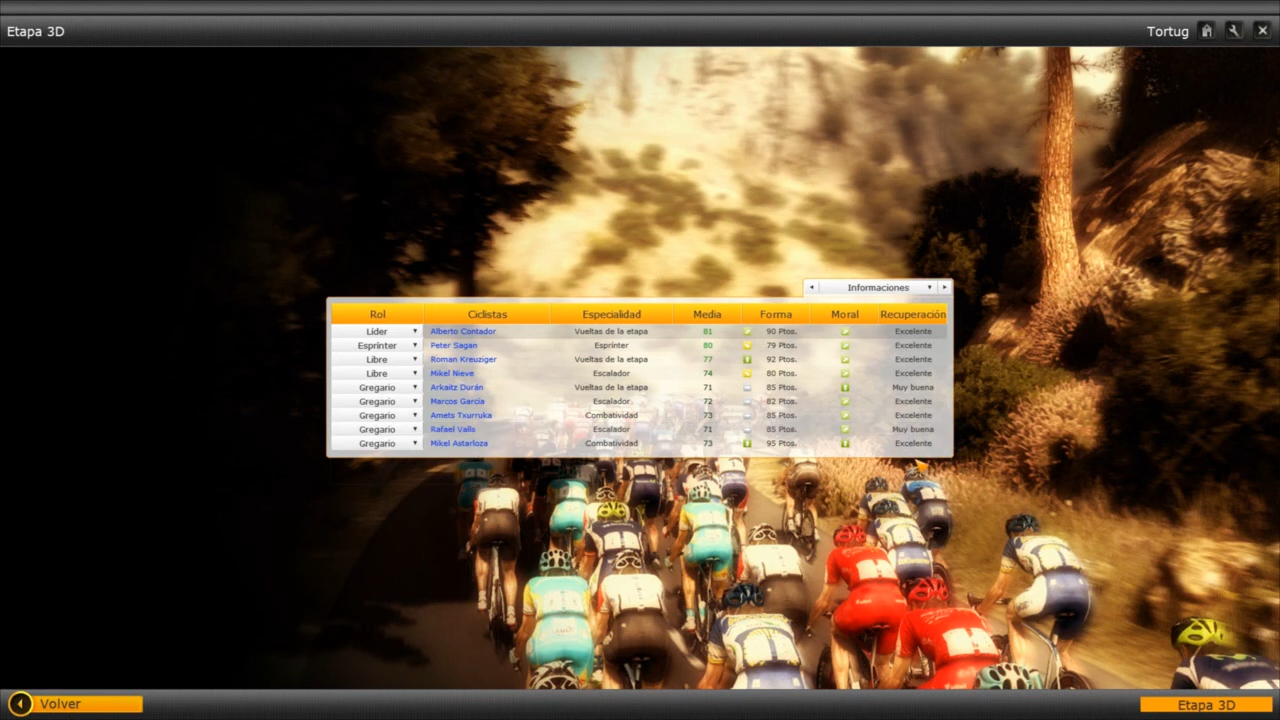 Etapa 3D Tortug
Informaciones
Rol Ciclistas Especialidad Media Forma Moral Recuperación
Líder Alberto Contador Vueltas de la etapa 81 90 Ptos. Excelente
Esprínter Peter Sagan Esprínter 80 79 Ptos. Excelente
Libre Roman Kreuziger Vueltas de la etapa 77 92 Ptos. Excelente
Libre Mikel Nieve Escalador 74 80 Ptos. Excelente
Gregario Arkaitz Durán Vueltas de la etapa 71 85 Ptos. Muy buena
Gregario Marcos García Escalador 72 82 Ptos. Excelente
Gregario Amets Txurruka Combatividad 73 85 Ptos. Excelente
Gregario Rafael Valls Escalador 71 85 Ptos. Muy buena
Gregario Mikel Astarloza Combatividad 73 95 Ptos. Excelente
Volver Etapa 3D